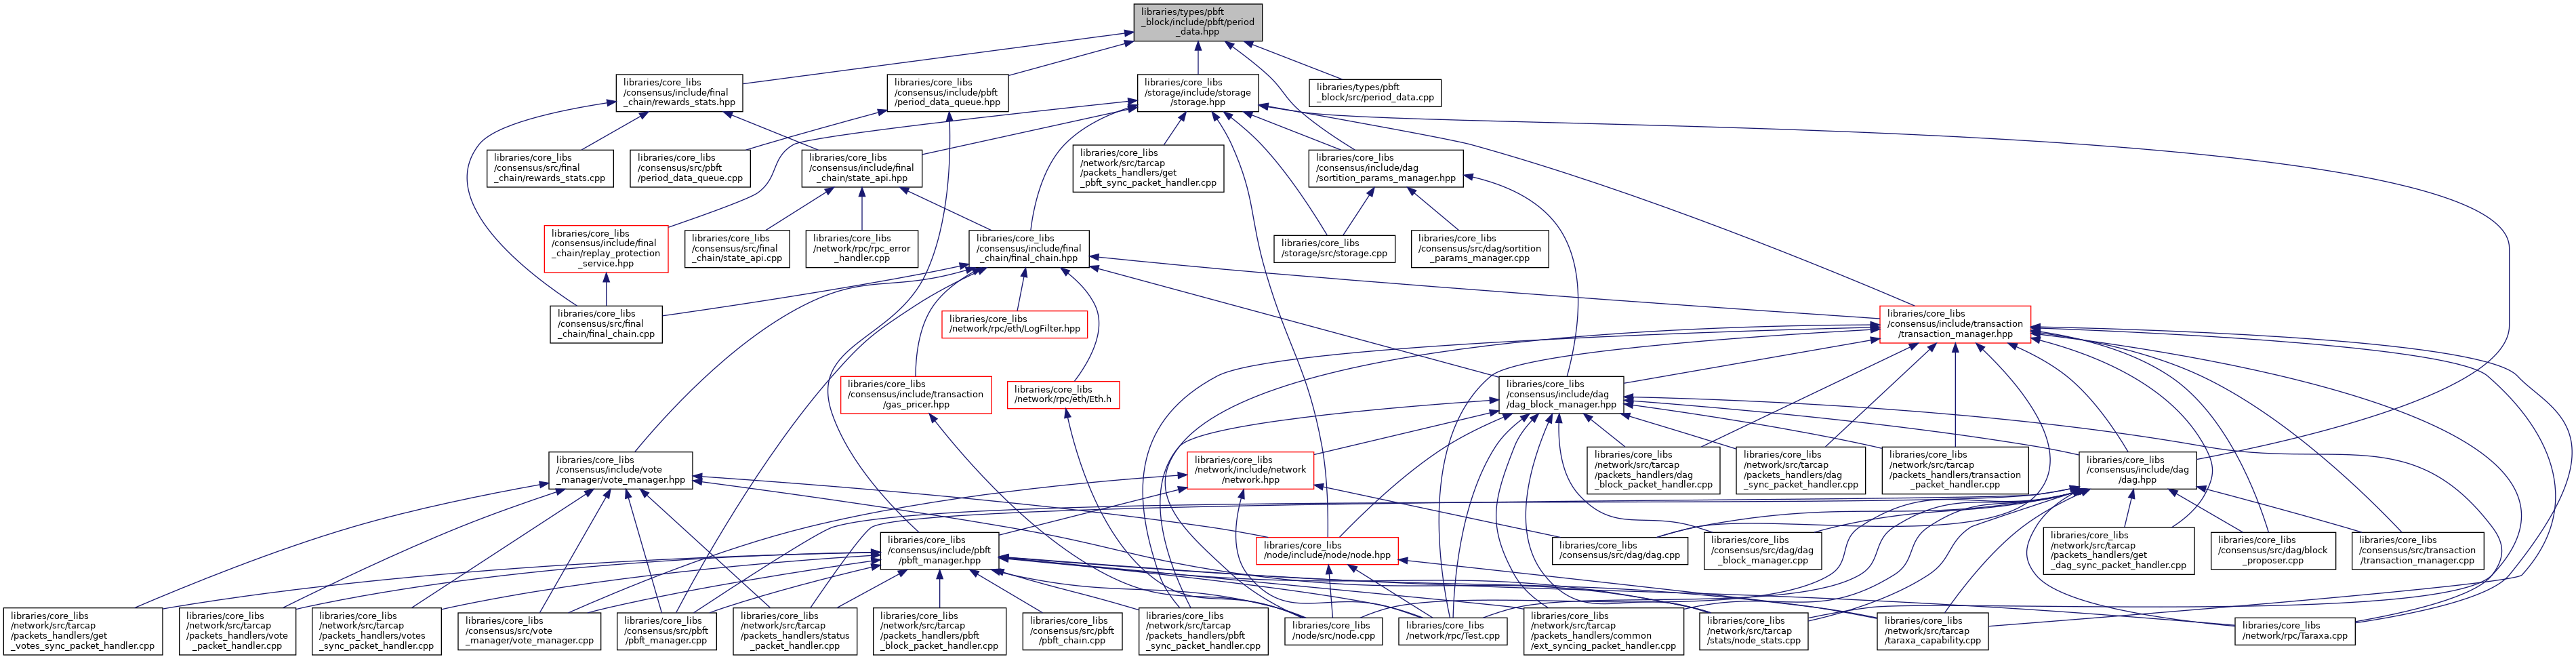 libraries/types/pbft
_block/include/pbft/period
_data.hpp
libraries/core_libs
/consensus/include/final
_chain/rewards_stats.hpp
libraries/core_libs
/consensus/include/pbft
/period_data_queue.hpp
libraries/core_libs
/storage/include/storage
/storage.hpp
libraries/types/pbft
_block/src/period_data.cpp
libraries/core_libs
/consensus/src/final
_chain/rewards_stats.cpp
libraries/core_libs
/consensus/src/pbft
/period_data_queue.cpp
libraries/core_libs
/consensus/include/final
_chain/state_api.hpp
libraries/core_libs
/network/src/tarcap
/packets_handlers/get
_pbft_sync_packet_handler.cpp
libraries/core_libs
/consensus/include/dag
/sortition_params_manager.hpp
libraries/core_libs
/consensus/include/final
_chain/replay_protection
_service.hpp
libraries/core_libs
/consensus/src/final
_chain/state_api.cpp
libraries/core_libs
/network/rpc/rpc_error
_handler.cpp
libraries/core_libs
/consensus/include/final
_chain/final_chain.hpp
libraries/core_libs
/storage/src/storage.cpp
libraries/core_libs
/consensus/src/dag/sortition
_params_manager.cpp
libraries/core_libs
/consensus/src/final
_chain/final_chain.cpp
libraries/core_libs
/network/rpc/eth/LogFilter.hpp
libraries/core_libs
/consensus/include/transaction
/transaction_manager.hpp
libraries/core_libs
/consensus/include/transaction
/gas_pricer.hpp
libraries/core_libs
/network/rpc/eth/Eth.h
libraries/core_libs
/consensus/include/dag
/dag_block_manager.hpp
libraries/core_libs
/consensus/include/vote
_manager/vote_manager.hpp
libraries/core_libs
/network/include/network
/network.hpp
libraries/core_libs
/network/src/tarcap
/packets_handlers/dag
_block_packet_handler.cpp
libraries/core_libs
/network/src/tarcap
/packets_handlers/dag
_sync_packet_handler.cpp
libraries/core_libs
/network/src/tarcap
/packets_handlers/transaction
_packet_handler.cpp
libraries/core_libs
/consensus/include/dag
/dag.hpp
libraries/core_libs
/consensus/include/pbft
/pbft_manager.hpp
libraries/core_libs
/node/include/node/node.hpp
libraries/core_libs
/consensus/src/dag/dag.cpp
libraries/core_libs
/consensus/src/dag/dag
_block_manager.cpp
libraries/core_libs
/network/src/tarcap
/packets_handlers/get
_dag_sync_packet_handler.cpp
libraries/core_libs
/consensus/src/dag/block
_proposer.cpp
libraries/core_libs
/consensus/src/transaction
/transaction_manager.cpp
libraries/core_libs
/network/src/tarcap
/packets_handlers/get
_votes_sync_packet_handler.cpp
libraries/core_libs
/network/src/tarcap
/packets_handlers/vote
_packet_handler.cpp
libraries/core_libs
/network/src/tarcap
/packets_handlers/votes
_sync_packet_handler.cpp
libraries/core_libs
/consensus/src/vote
_manager/vote_manager.cpp
libraries/core_libs
/consensus/src/pbft
/pbft_manager.cpp
libraries/core_libs
/network/src/tarcap
/packets_handlers/status
_packet_handler.cpp
libraries/core_libs
/network/src/tarcap
/packets_handlers/pbft
_block_packet_handler.cpp
libraries/core_libs
/consensus/src/pbft
/pbft_chain.cpp
libraries/core_libs
/network/src/tarcap
/packets_handlers/pbft
_sync_packet_handler.cpp
libraries/core_libs
/node/src/node.cpp
libraries/core_libs
/network/rpc/Test.cpp
libraries/core_libs
/network/src/tarcap
/packets_handlers/common
/ext_syncing_packet_handler.cpp
libraries/core_libs
/network/src/tarcap
/stats/node_stats.cpp
libraries/core_libs
/network/src/tarcap
/taraxa_capability.cpp
libraries/core_libs
/network/rpc/Taraxa.cpp